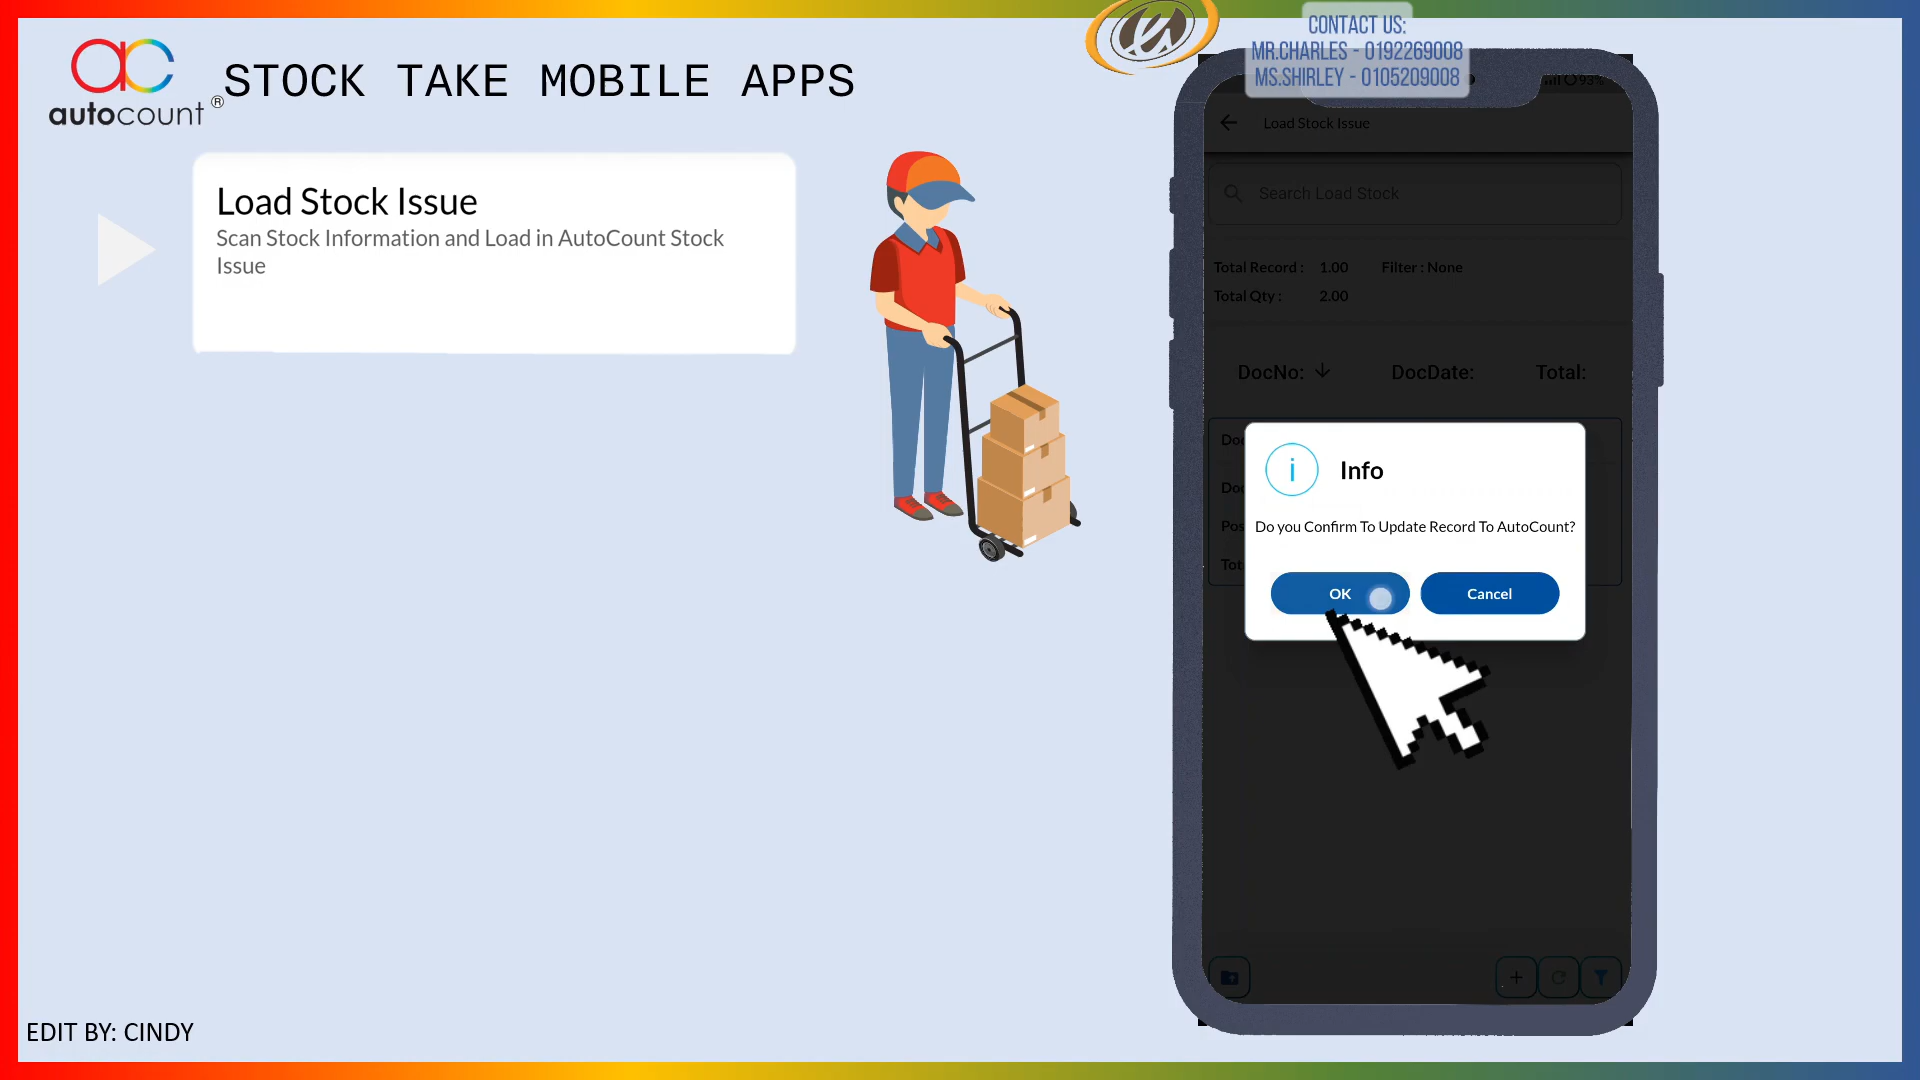 CONTACT US:
MR.CHARLES - 0192269008
MS.SHIRLEY - 0105209008
autocount®
STOCK TAKE MOBILE APPS
Load Stock Issue
Scan Stock Information and Load in AutoCount Stock
Issue
Load Stock Issue
Search Load Stock
Total Record : 1.00 Filter : None
Total Qty : 2.00
DocNo: DocDate: Total:
Info
Do you Confirm To Update Record To AutoCount?
OK Cancel
EDIT BY: CINDY